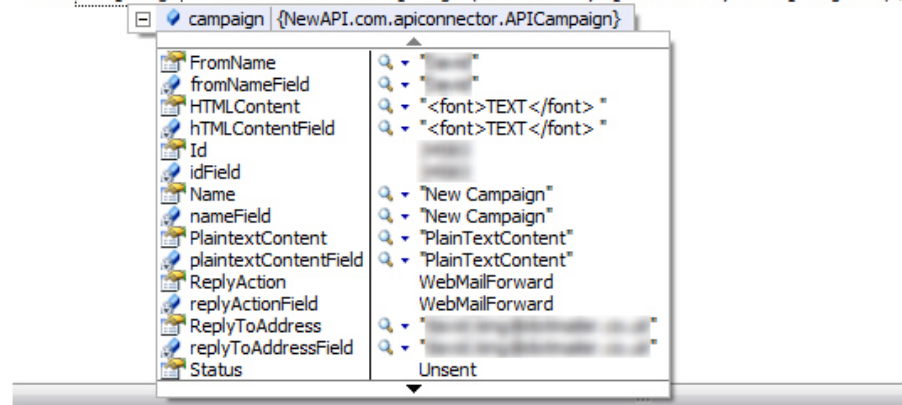 campaign {NewAPI.com.apiconnector.APICampaign}
FromName " "
fromNameField " "
HTMLContent "<font>TEXT</font> "
hTMLContentField "<font>TEXT</font> "
Id
idField
Name "New Campaign"
nameField "New Campaign"
PlaintextContent "PlainTextContent"
plaintextContentField "PlainTextContent"
ReplyAction WebMailForward
replyActionField WebMailForward
ReplyToAddress " "
replyToAddressField " "
Status Unsent